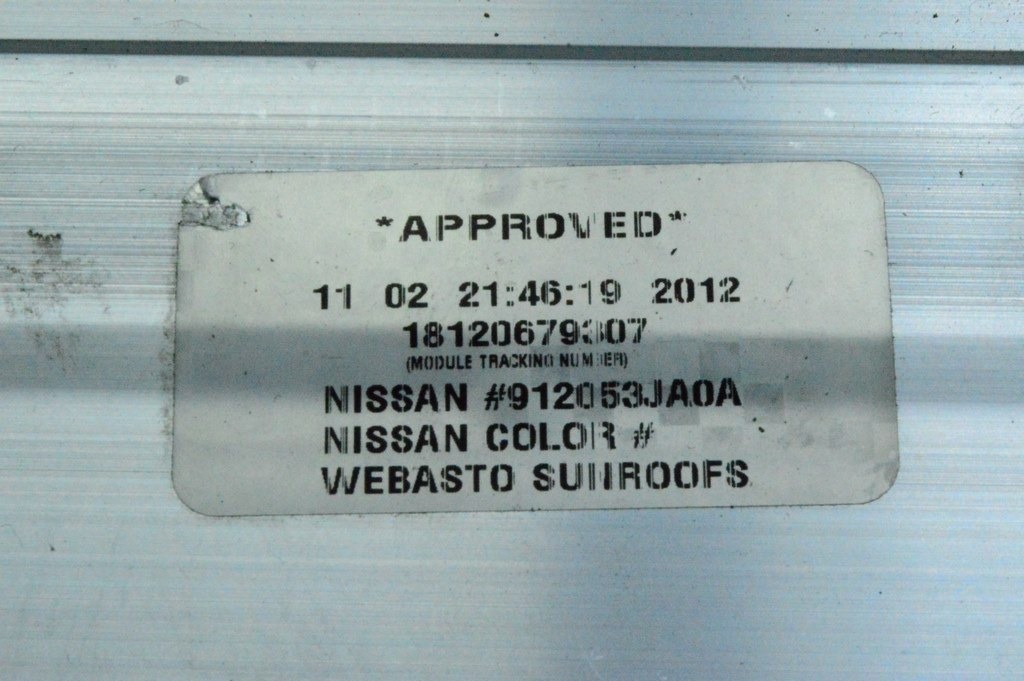 *APPROVED*
11 02 21:46:19 2012
18120679307
(MODULE TRACKING NUMBER)
NISSAN #912053JA0A
NISSAN COLOR #
WEBASTO SUNROOFS